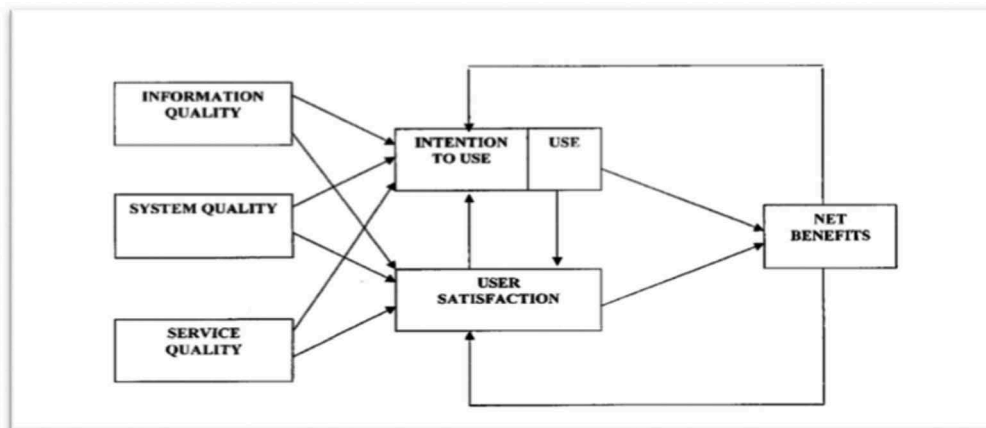 INFORMATION
QUALITY
SYSTEM QUALITY
SERVICE
QUALITY
INTENTION
TO USE
USE
USER
SATISFACTION
NET
BENEFITS